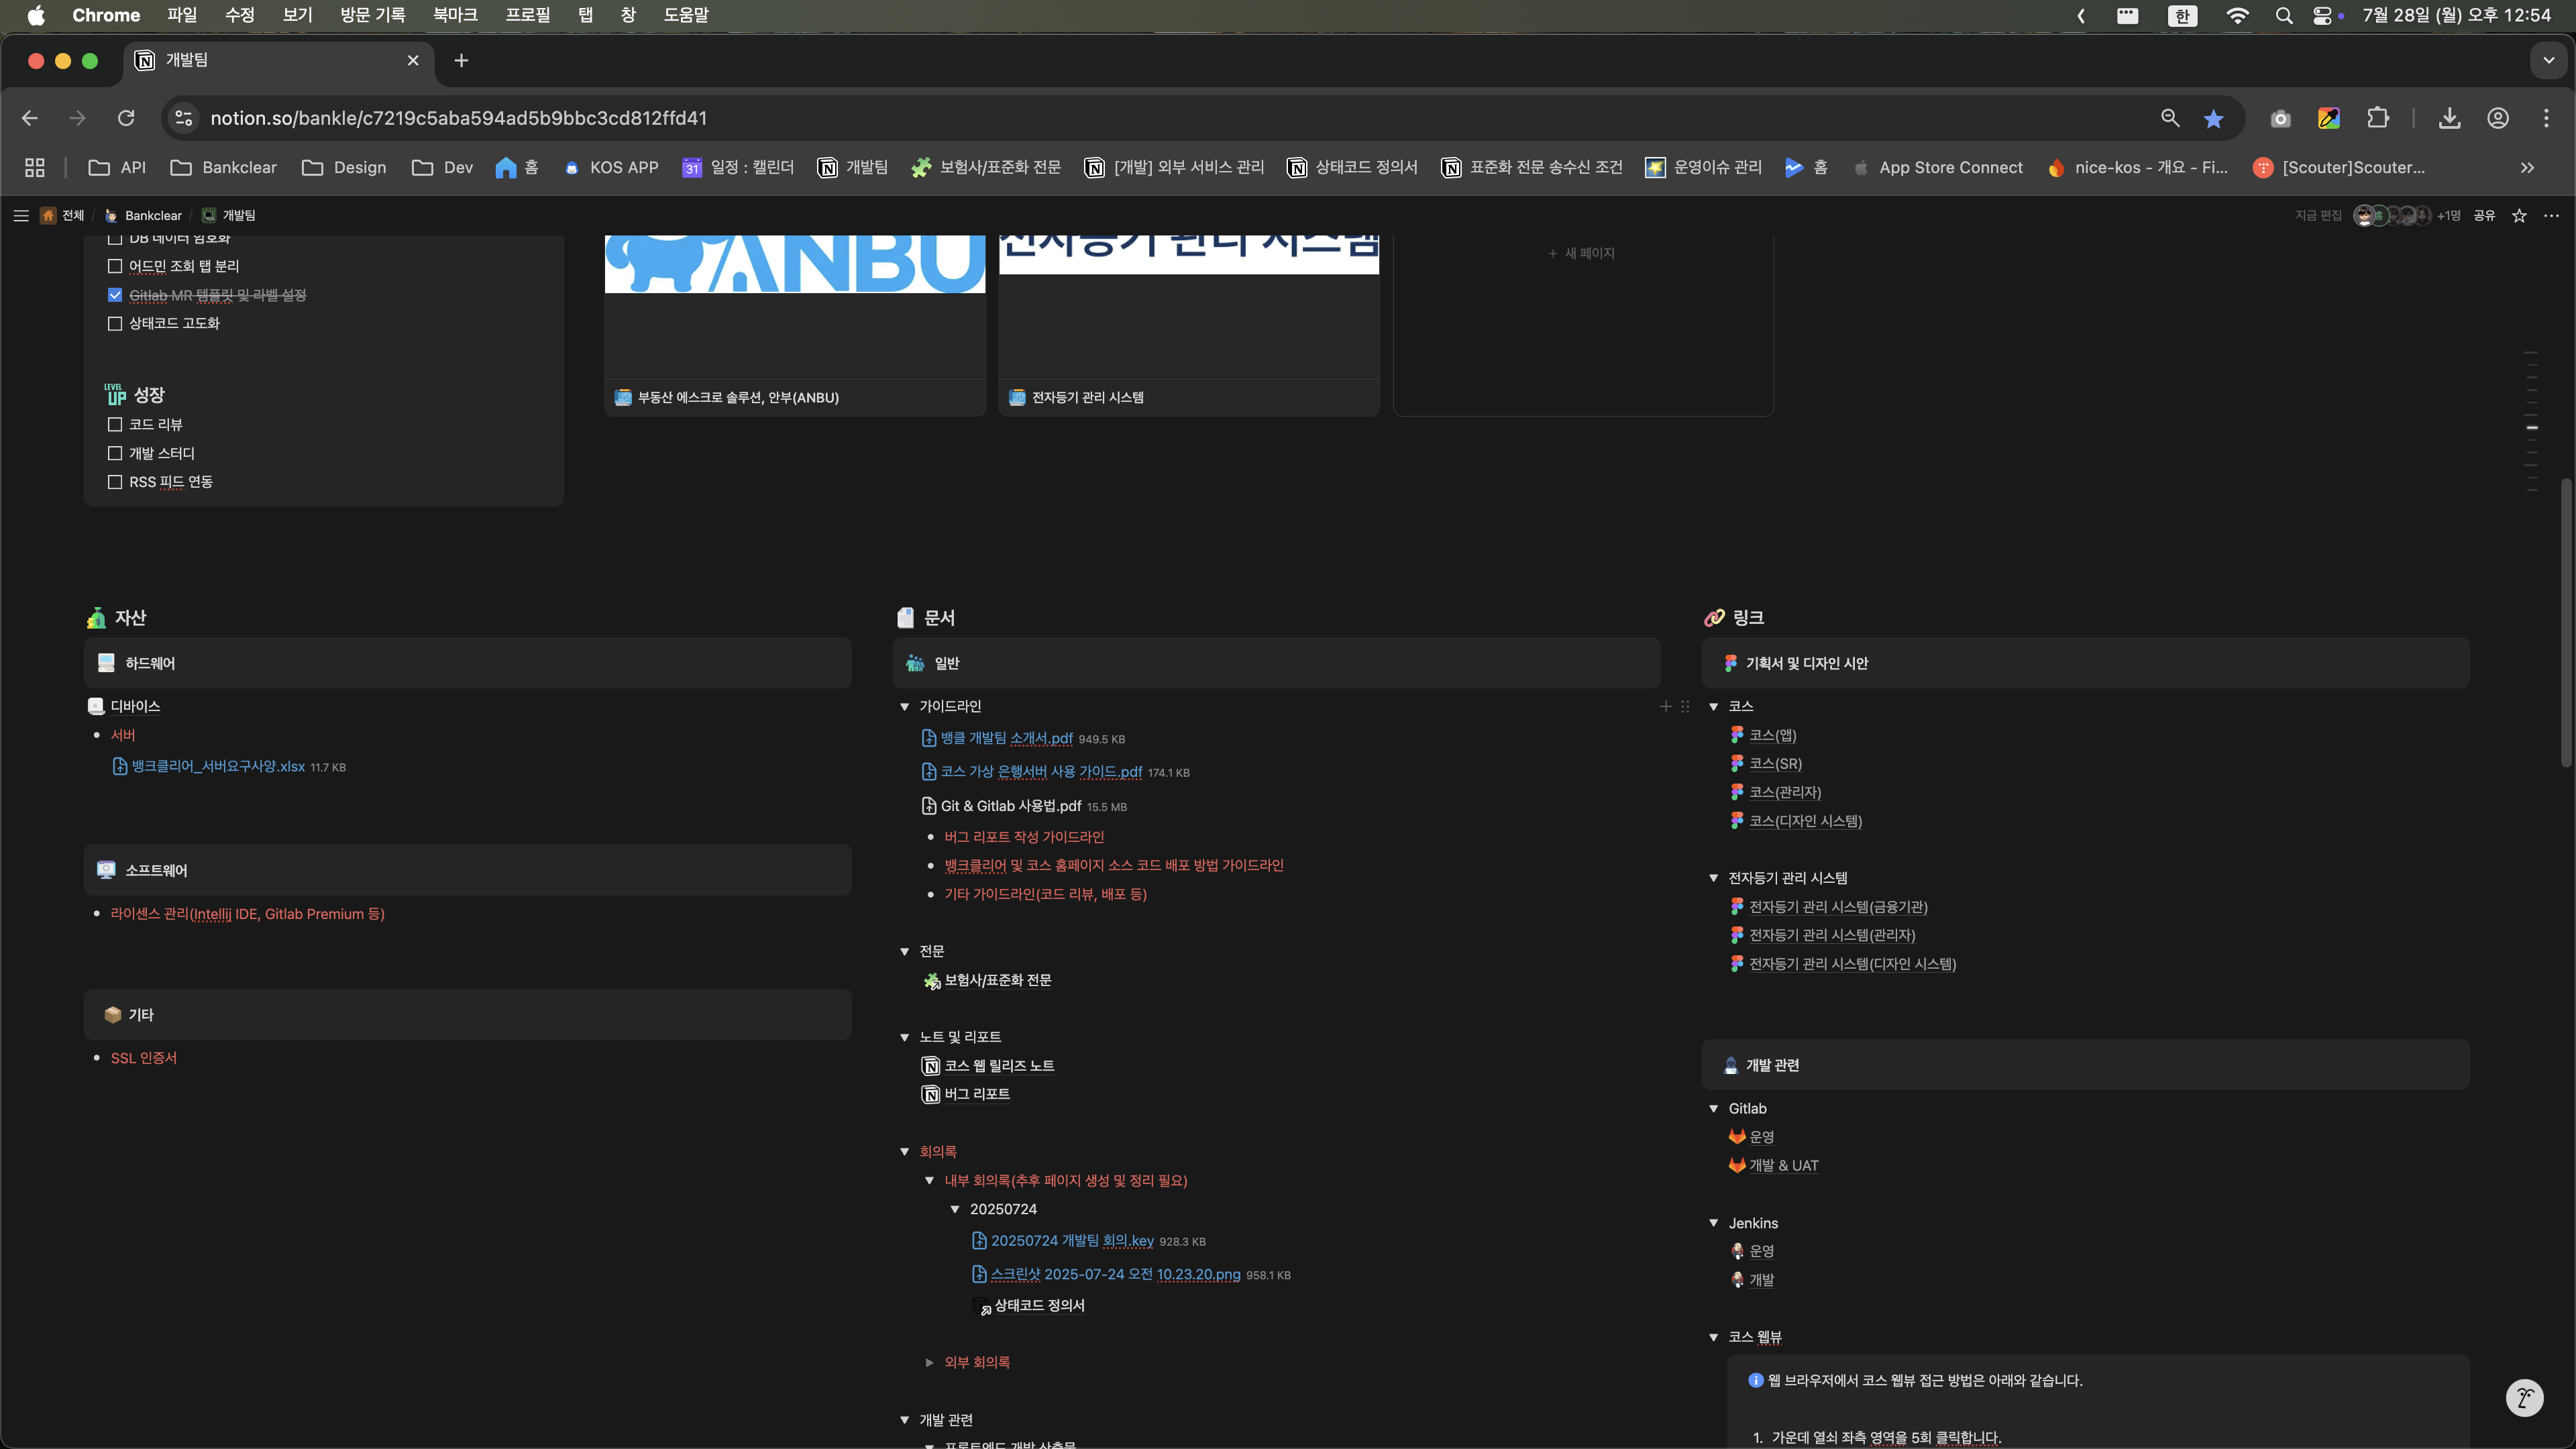 Chrome 파일 수정 보기 방문 기록 북마크 프로필 탭 창 도움말 한 7월 28일 (월) 오후 12:54
개발팀
notion.so/bankle/c7219c5aba594ad5b9bbc3cd812ffd41
API Bankclear Design Dev 홈 KOS APP 31 일정 : 캘린더 개발팀 보험사/표준화 전문 [개발] 외부 서비스 관리 상태코드 정의서 표준화 전문 송수신 조건 운영이슈 관리 홈 App Store Connect nice-kos - 개요 - Fi... [Scouter]Scouter...
전체 / Bankclear / 개발팀 지금 편집 +1명 공유
DB 데이터 암호화
어드민 조회 탭 분리
Gitlab MR 템플릿 및 라벨 설정
상태코드 고도화
LEVEL UP 성장
코드 리뷰
개발 스터디
RSS 피드 연동
ANBU
부동산 에스크로 솔루션, 안부(ANBU)
전자등기 관리 시스템
전자등기 관리 시스템
+ 새 페이지
자산
하드웨어
디바이스
• 서버
뱅크클리어_서버요구사양.xlsx 11.7 KB
소프트웨어
• 라이센스 관리(Intellij IDE, Gitlab Premium 등)
기타
• SSL 인증서
문서
일반
가이드라인
뱅클 개발팀 소개서.pdf 949.5 KB
코스 가상 은행서버 사용 가이드.pdf 174.1 KB
Git & Gitlab 사용법.pdf 15.5 MB
• 버그 리포트 작성 가이드라인
• 뱅크클리어 및 코스 홈페이지 소스 코드 배포 방법 가이드라인
• 기타 가이드라인(코드 리뷰, 배포 등)
전문
보험사/표준화 전문
노트 및 리포트
코스 웹 릴리즈 노트
버그 리포트
회의록
내부 회의록(추후 페이지 생성 및 정리 필요)
20250724
20250724 개발팀 회의.key 928.3 KB
스크린샷 2025-07-24 오전 10.23.20.png 958.1 KB
상태코드 정의서
외부 회의록
개발 관련
프론트엔드 개발 산출물
링크
기획서 및 디자인 시안
코스
코스(앱)
코스(SR)
코스(관리자)
코스(디자인 시스템)
전자등기 관리 시스템
전자등기 관리 시스템(금융기관)
전자등기 관리 시스템(관리자)
전자등기 관리 시스템(디자인 시스템)
개발 관련
Gitlab
운영
개발 & UAT
Jenkins
운영
개발
코스 웹뷰
웹 브라우저에서 코스 웹뷰 접근 방법은 아래와 같습니다.
1. 가운데 열쇠 좌측 영역을 5회 클릭합니다.